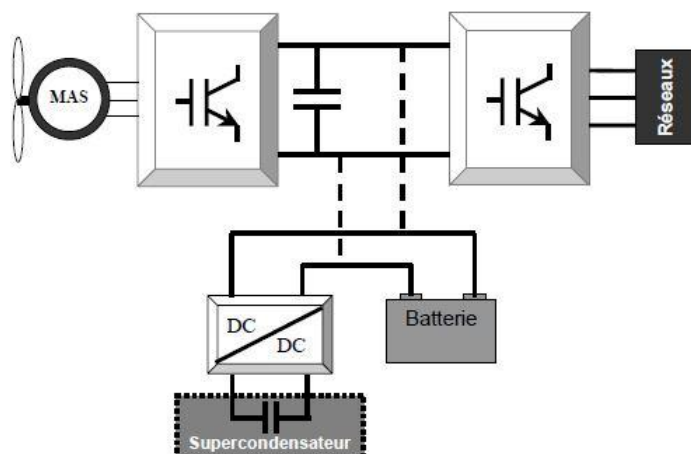 MAS
Réseaux
DC
DC
Batterie
Supercondensateur